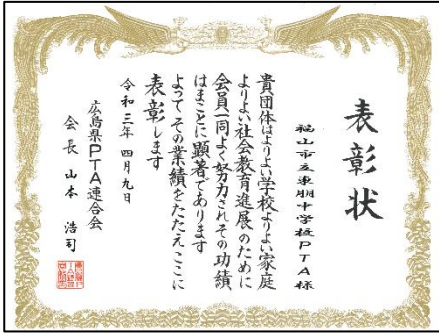 表彰状
福山市立東朋中学校PTA様
貴団体はよりよい学校よりよい家庭
よりよい社会教育進展のために
会員一同よく努力されその功績
はまことに顕著であります
よってその業績をたたえここに
表彰します
令和三年四月九日
広島県PTA連合会
会長 山本 浩司